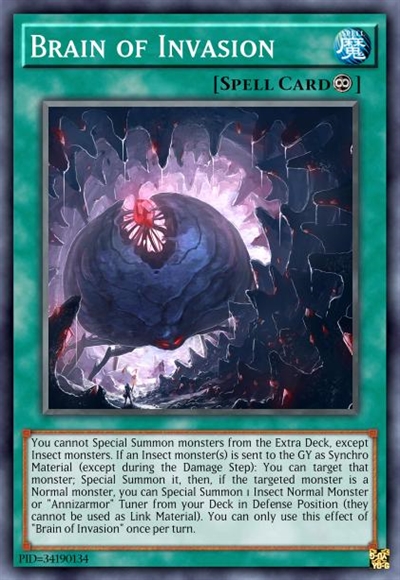 BRAIN OF INVASION
SPELL
魔
[SPELL CARD]
You cannot Special Summon monsters from the Extra Deck, except
Insect monsters. If an Insect monster(s) is sent to the GY as Synchro
Material (except during the Damage Step): You can target that
monster; Special Summon it, then, if the targeted monster is a
Normal monster, you can Special Summon 1 Insect Normal Monster
or "Annizarmor" Tuner from your Deck in Defense Position (they
cannot be used as Link Material). You can only use this effect of
"Brain of Invasion" once per turn.
PID=34190134